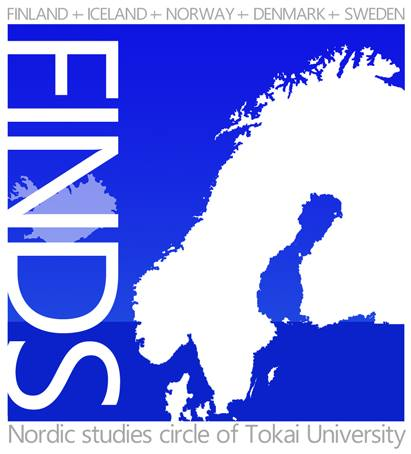 FINLAND + ICELAND + NORWAY + DENMARK + SWEDEN
FINDS
Nordic studies circle of Tokai University